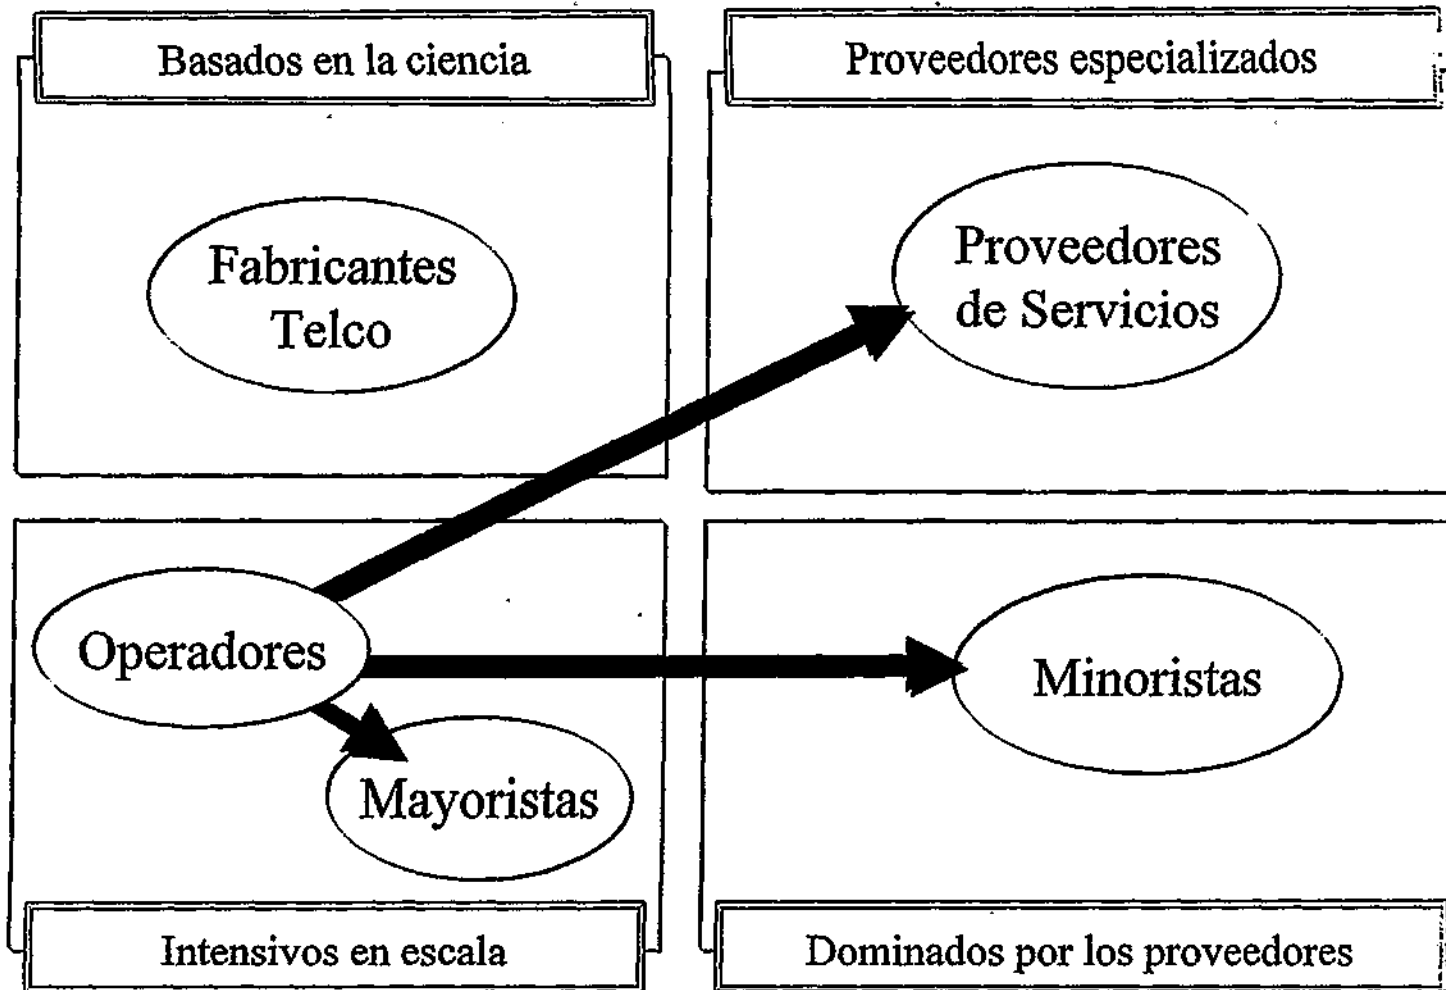 Basados en la ciencia
Proveedores especializados
Fabricantes
Telco
Proveedores
de Servicios
Operadores
Mayoristas
Minoristas
Intensivos en escala
Dominados por los proveedores